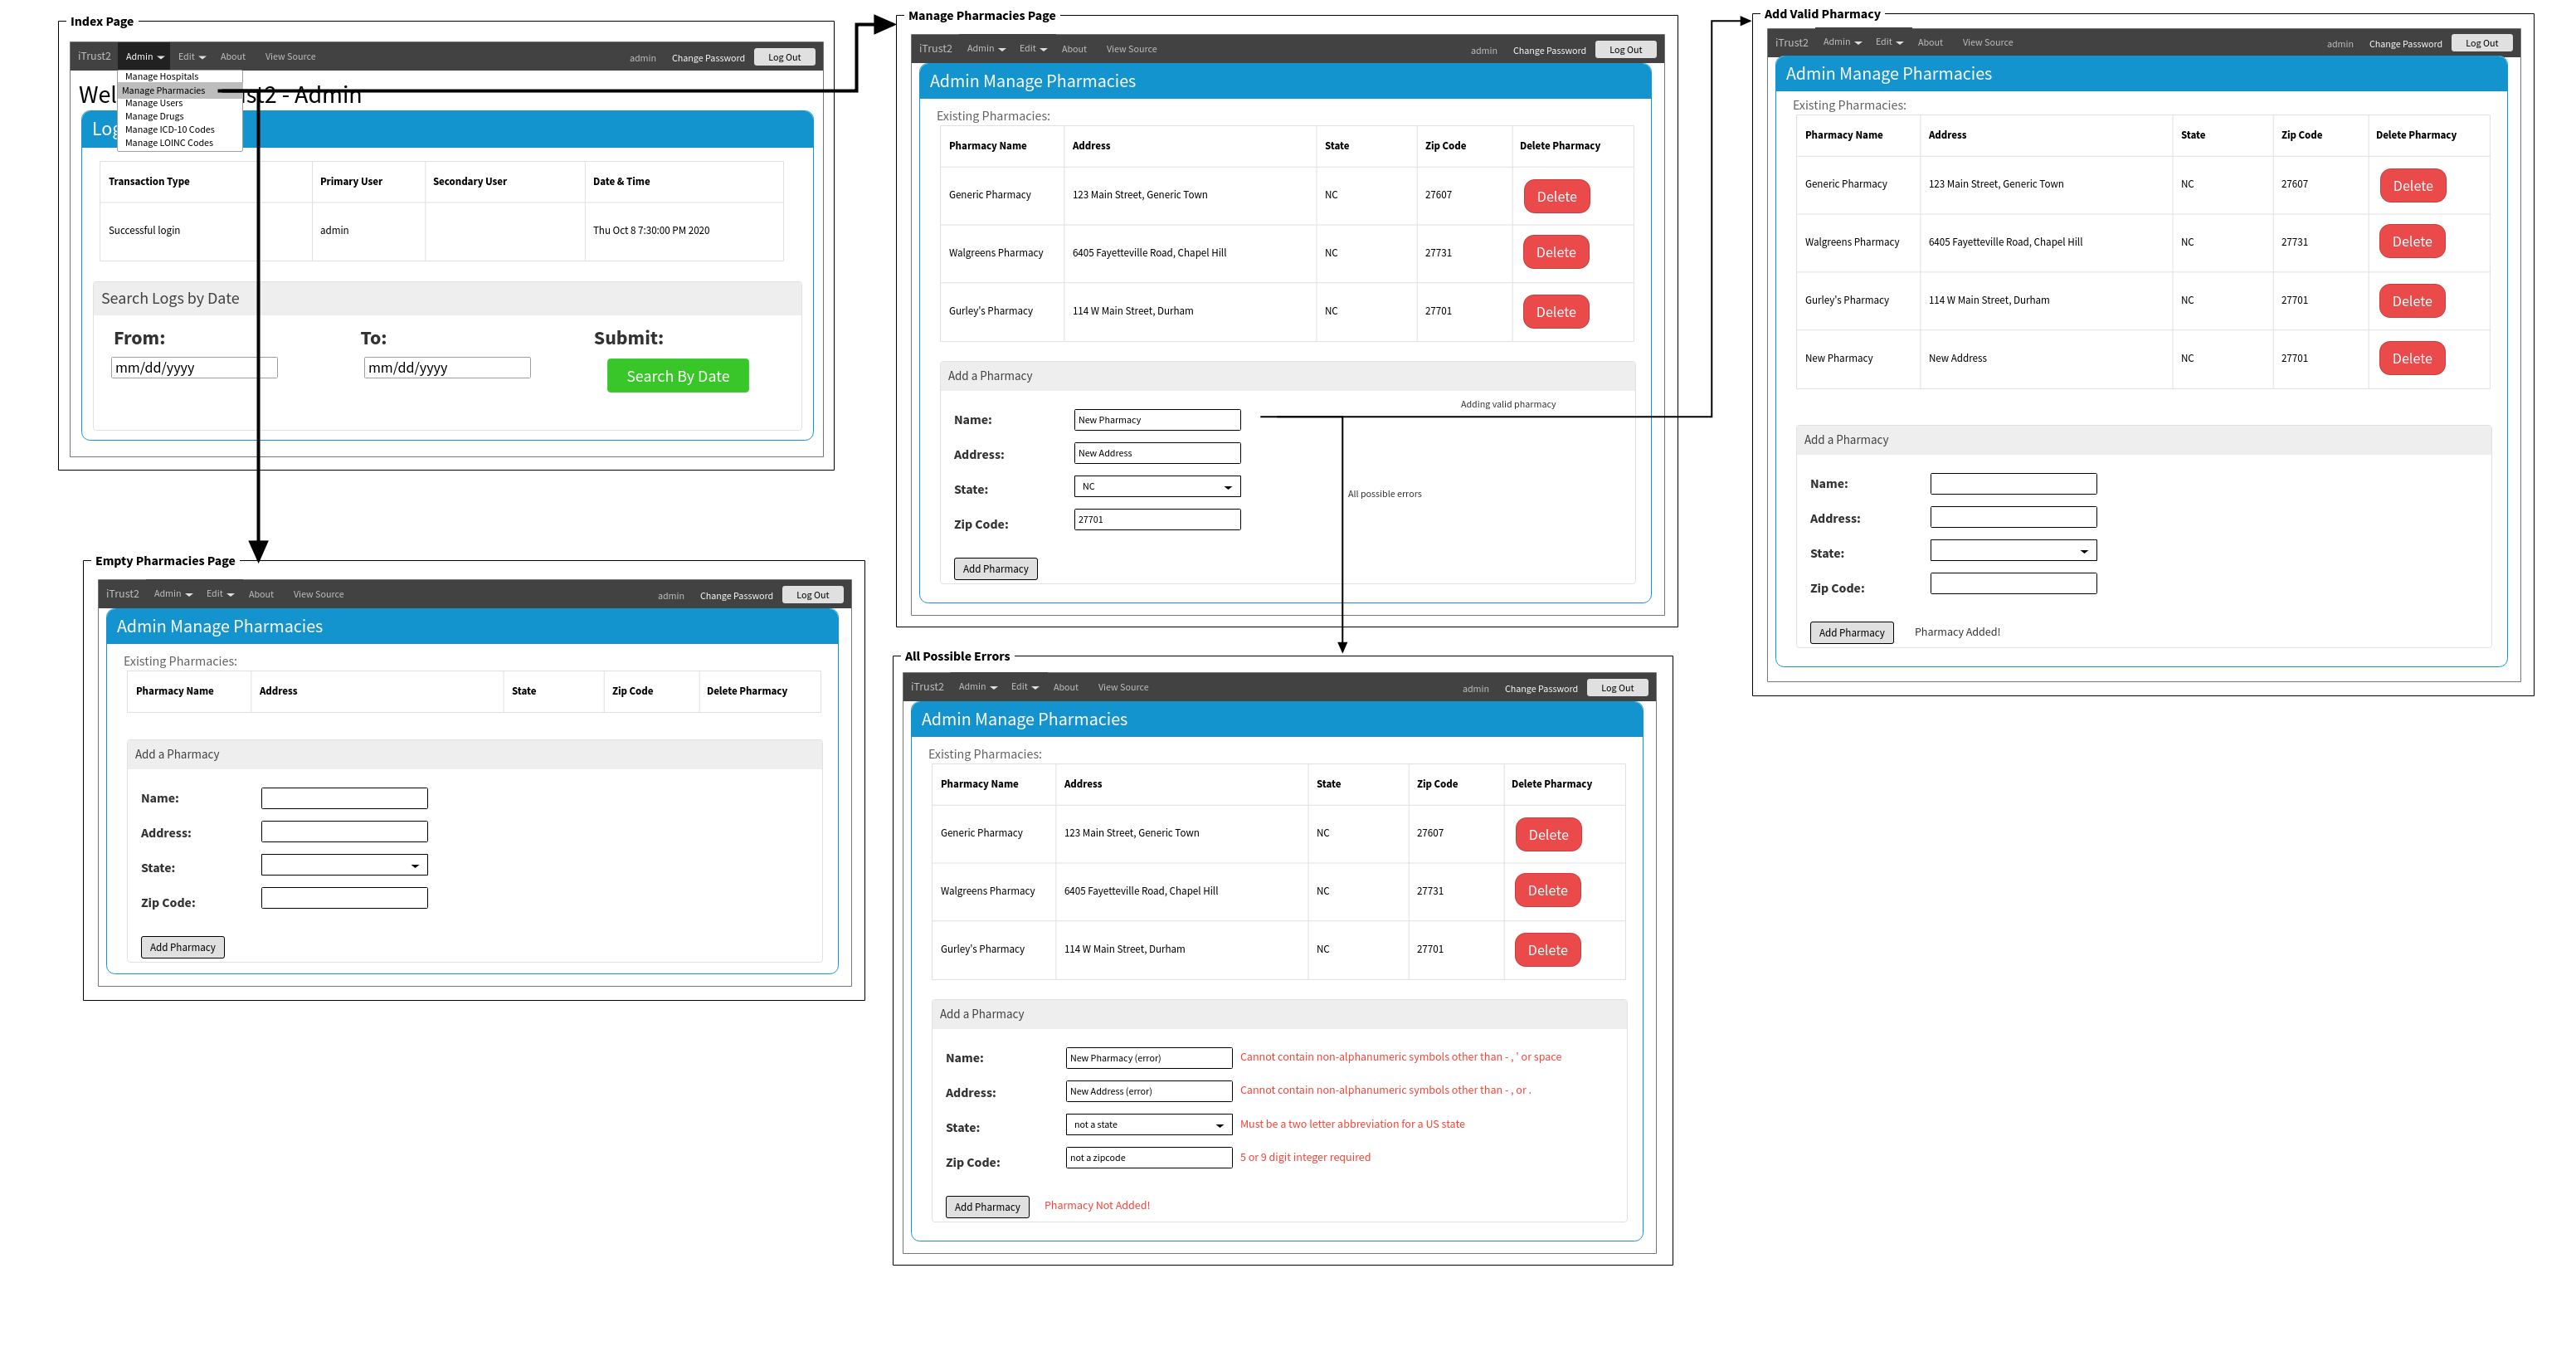 Index Page
iTrust2 Admin Edit About View Source admin Change Password Log Out
Manage Hospitals
Manage Pharmacies
Manage Users
Manage Drugs
Manage ICD-10 Codes
Manage LOINC Codes
Wel st2 - Admin
Log
Transaction Type Primary User Secondary User Date & Time
Successful login admin Thu Oct 8 7:30:00 PM 2020
Search Logs by Date
From: To: Submit:
mm/dd/yyyy mm/dd/yyyy Search By Date
Manage Pharmacies Page
iTrust2 Admin Edit About View Source admin Change Password Log Out
Admin Manage Pharmacies
Existing Pharmacies:
Pharmacy Name Address State Zip Code Delete Pharmacy
Generic Pharmacy 123 Main Street, Generic Town NC 27607 Delete
Walgreens Pharmacy 6405 Fayetteville Road, Chapel Hill NC 27731 Delete
Gurley's Pharmacy 114 W Main Street, Durham NC 27701 Delete
Add a Pharmacy
Name: New Pharmacy
Address: New Address
State: NC
Zip Code: 27701
Add Pharmacy
Adding valid pharmacy
All possible errors
Add Valid Pharmacy
iTrust2 Admin Edit About View Source admin Change Password Log Out
Admin Manage Pharmacies
Existing Pharmacies:
Pharmacy Name Address State Zip Code Delete Pharmacy
Generic Pharmacy 123 Main Street, Generic Town NC 27607 Delete
Walgreens Pharmacy 6405 Fayetteville Road, Chapel Hill NC 27731 Delete
Gurley's Pharmacy 114 W Main Street, Durham NC 27701 Delete
New Pharmacy New Address NC 27701 Delete
Add a Pharmacy
Name:
Address:
State:
Zip Code:
Add Pharmacy Pharmacy Added!
Empty Pharmacies Page
iTrust2 Admin Edit About View Source admin Change Password Log Out
Admin Manage Pharmacies
Existing Pharmacies:
Pharmacy Name Address State Zip Code Delete Pharmacy
Add a Pharmacy
Name:
Address:
State:
Zip Code:
Add Pharmacy
All Possible Errors
iTrust2 Admin Edit About View Source admin Change Password Log Out
Admin Manage Pharmacies
Existing Pharmacies:
Pharmacy Name Address State Zip Code Delete Pharmacy
Generic Pharmacy 123 Main Street, Generic Town NC 27607 Delete
Walgreens Pharmacy 6405 Fayetteville Road, Chapel Hill NC 27731 Delete
Gurley's Pharmacy 114 W Main Street, Durham NC 27701 Delete
Add a Pharmacy
Name: New Pharmacy (error) Cannot contain non-alphanumeric symbols other than - , ' or space
Address: New Address (error) Cannot contain non-alphanumeric symbols other than - , or .
State: not a state Must be a two letter abbreviation for a US state
Zip Code: not a zipcode 5 or 9 digit integer required
Add Pharmacy Pharmacy Not Added!